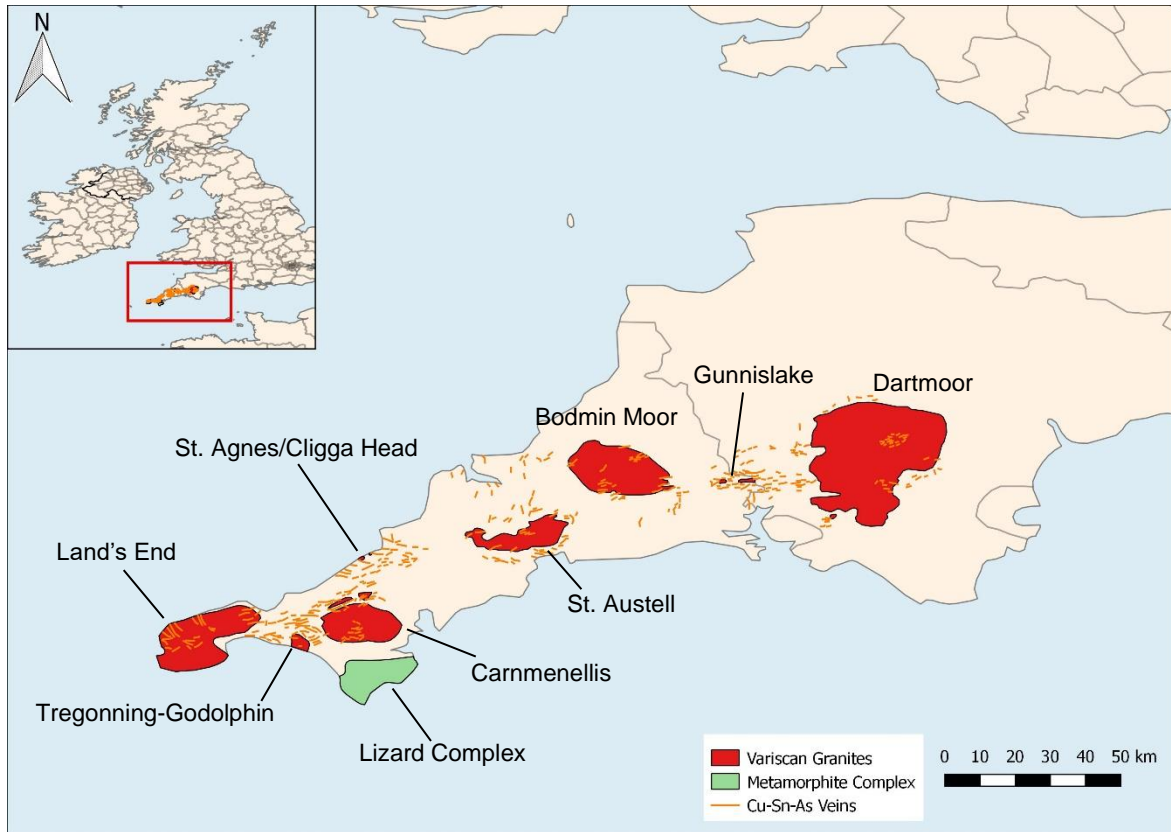 N
Gunnislake
Dartmoor
Bodmin Moor
St. Agnes/Cligga Head
Land’s End
St. Austell
Carnmenellis
Tregonning-Godolphin
Lizard Complex
Variscan Granites
Metamorphite Complex
Cu-Sn-As Veins
0 10 20 30 40 50 km